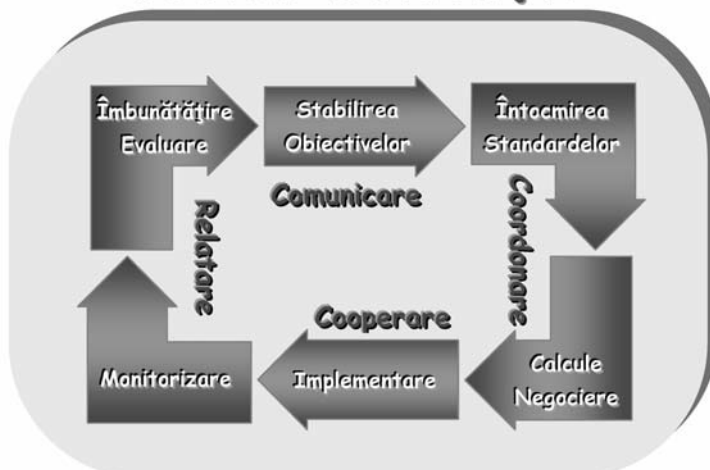 Îmbunătăţire
Evaluare
Stabilirea
Obiectivelor
Întocmirea
Standardelor
Comunicare
Relatare
Coordonare
Cooperare
Monitorizare
Implementare
Calcule
Negociere